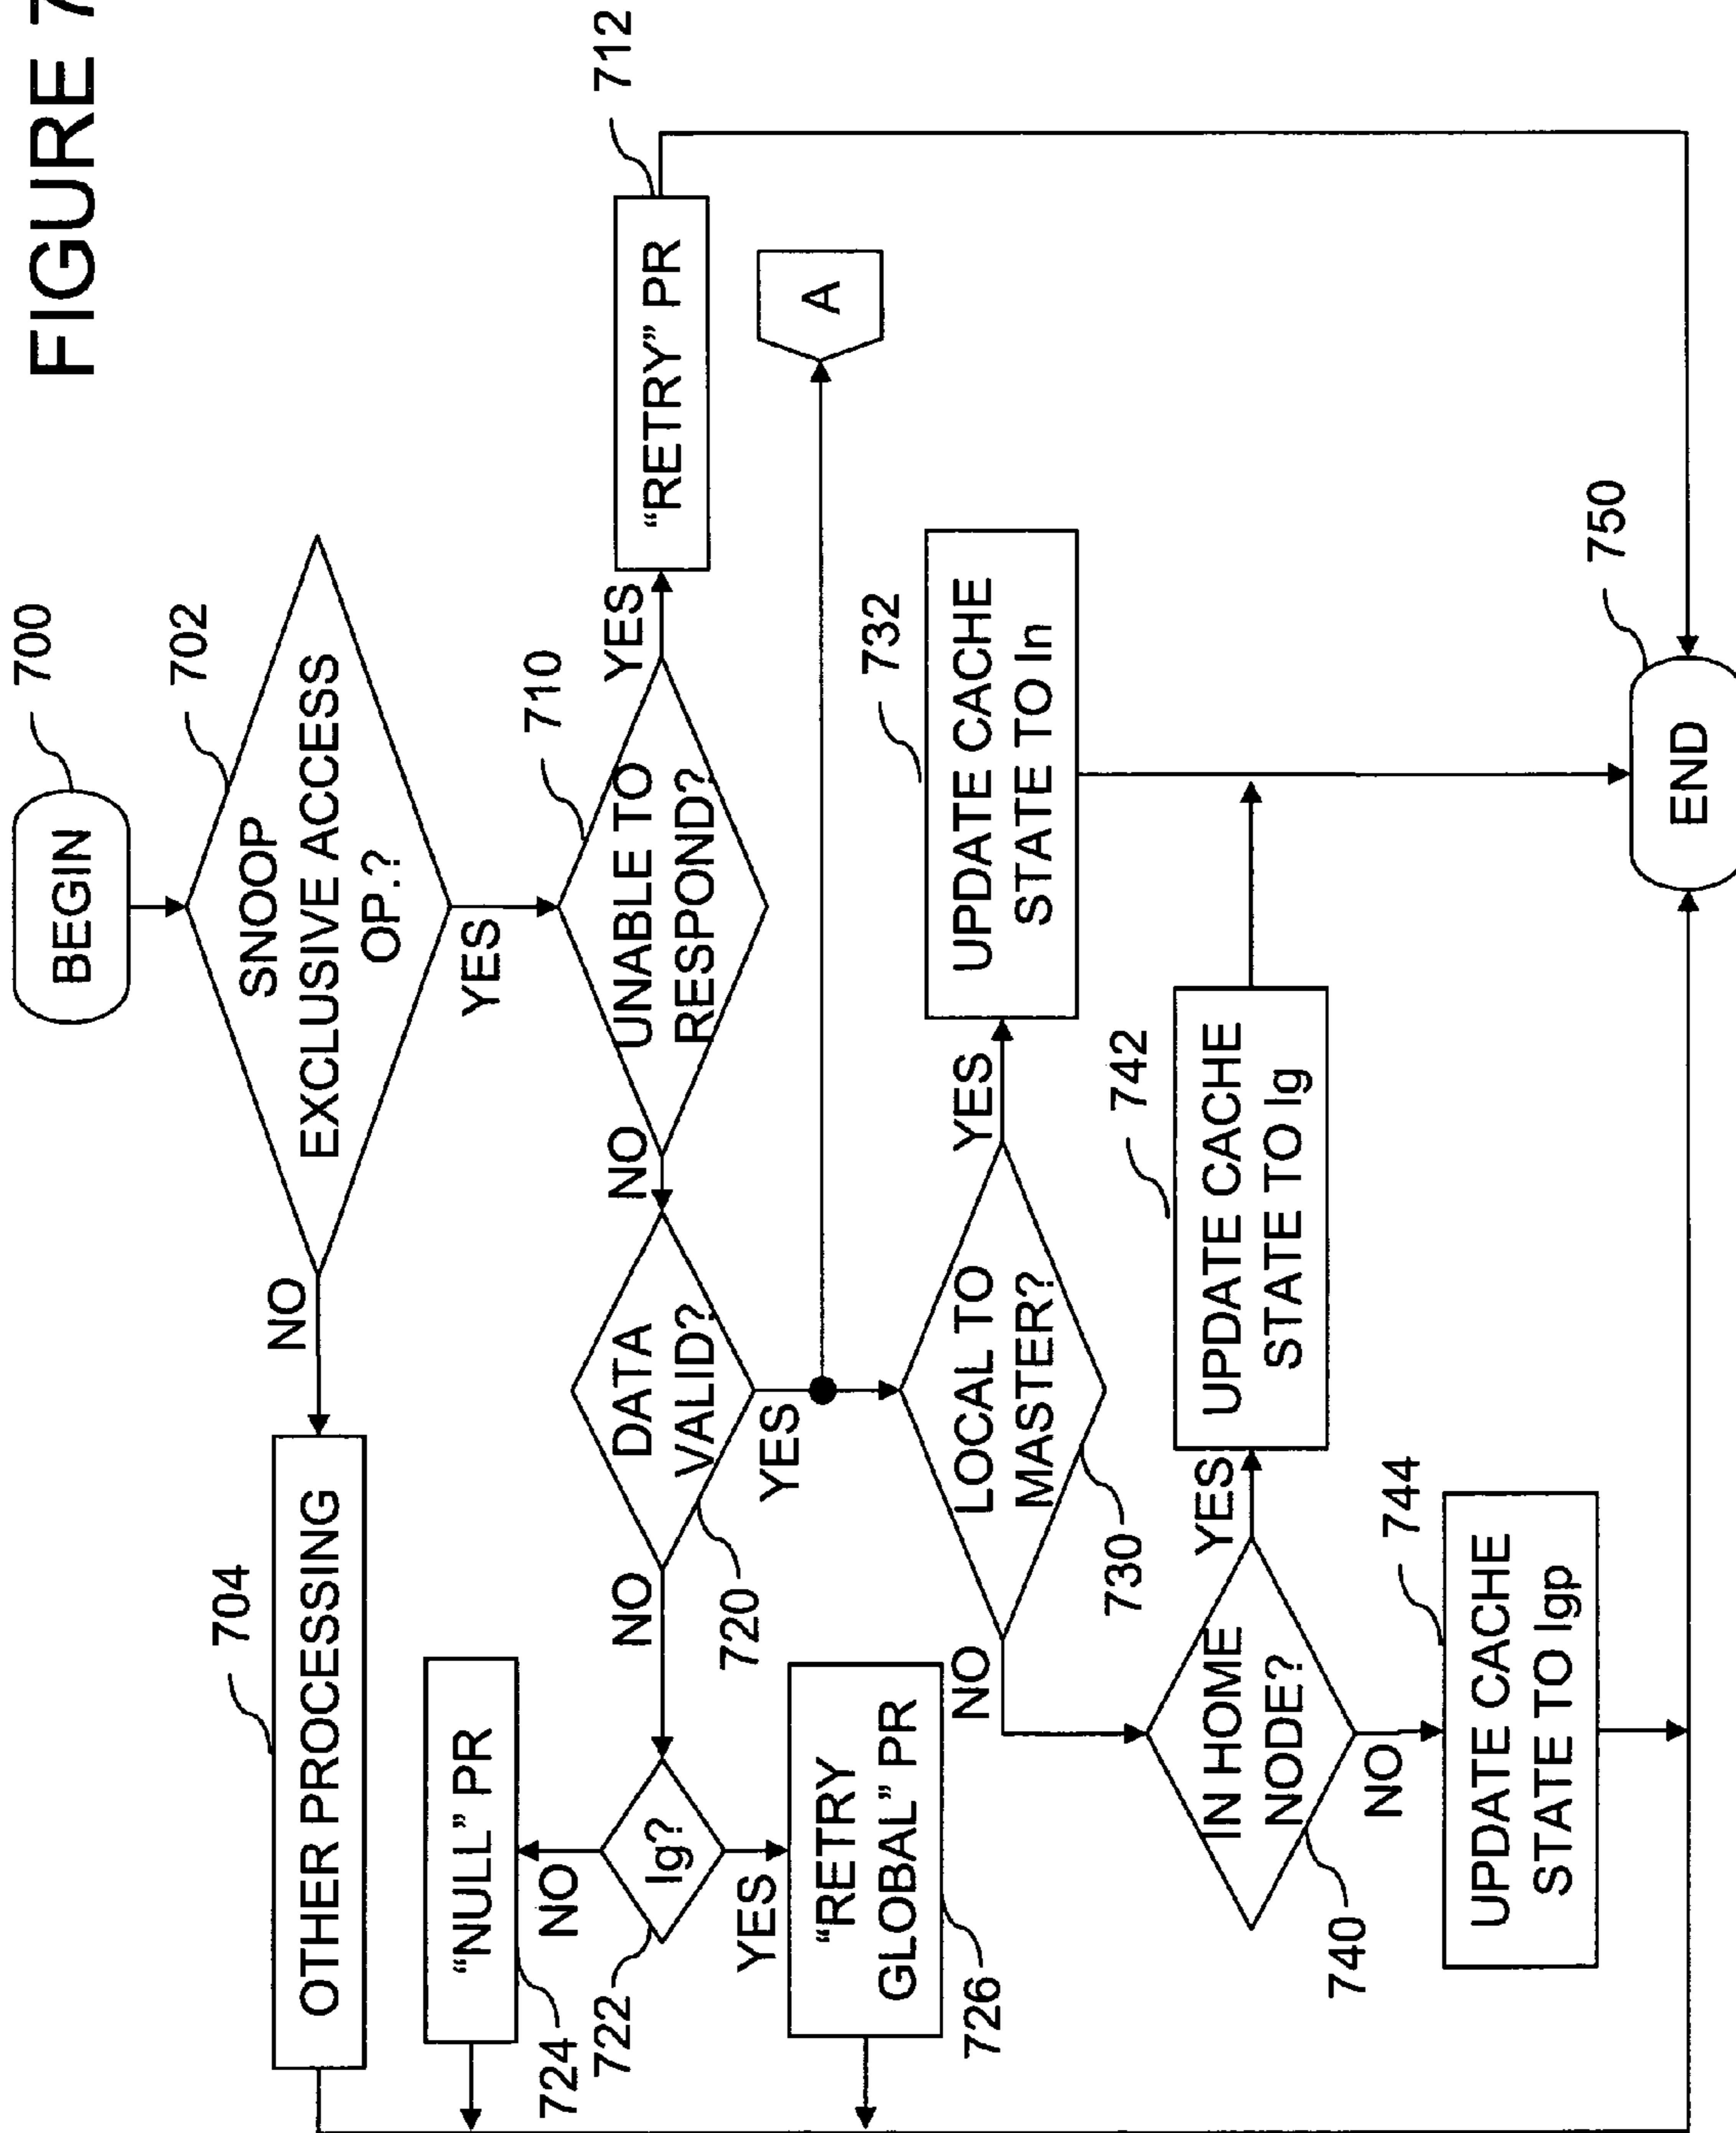 FIGURE 7
BEGIN
700
SNOOP
EXCLUSIVE ACCESS
OP.?
702
NO
YES
OTHER PROCESSING
704
UNABLE TO
RESPOND?
710
YES
NO
"RETRY" PR
712
DATA
VALID?
720
NO
YES
Ig?
722
NO
YES
"NULL" PR
724
"RETRY
GLOBAL" PR
726
A
LOCAL TO
MASTER?
730
YES
NO
UPDATE CACHE
STATE TO In
732
IN HOME
NODE?
740
YES
NO
UPDATE CACHE
STATE TO Ig
742
UPDATE CACHE
STATE TO Igp
744
END
750